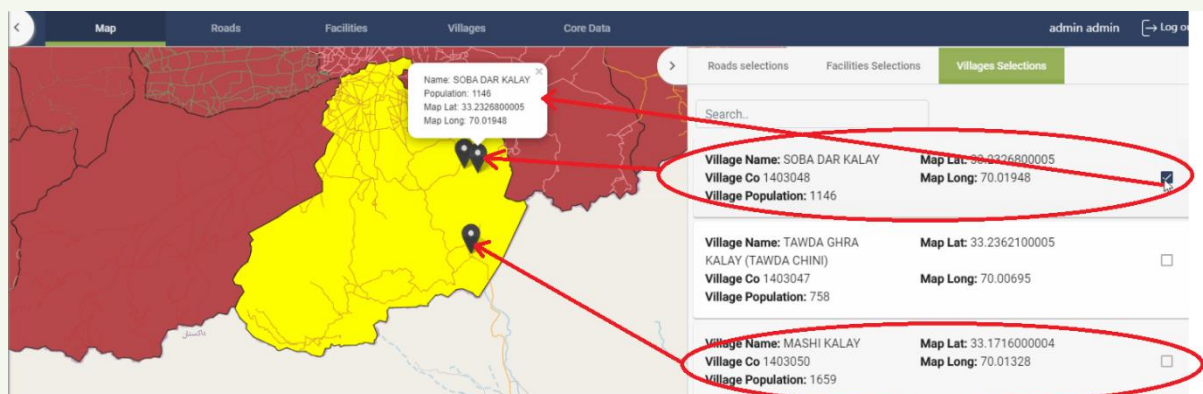 Map Roads Facilities Villages Core Data admin admin Log ou
Name: SOBA DAR KALAY
Population: 1146
Map Lat: 33.2326800005
Map Long: 70.01948
Roads selections Facilities Selections Villages Selections
Search..
Village Name: SOBA DAR KALAY Map Lat: 33.2326800005
Village Co 1403048 Map Long: 70.01948
Village Population: 1146
Village Name: TAWDA GHRA Map Lat: 33.2362100005
KALAY (TAWDA CHINI)
Village Co 1403047 Map Long: 70.00695
Village Population: 758
Village Name: MASHI KALAY Map Lat: 33.1716000004
Village Co 1403050 Map Long: 70.01328
Village Population: 1659